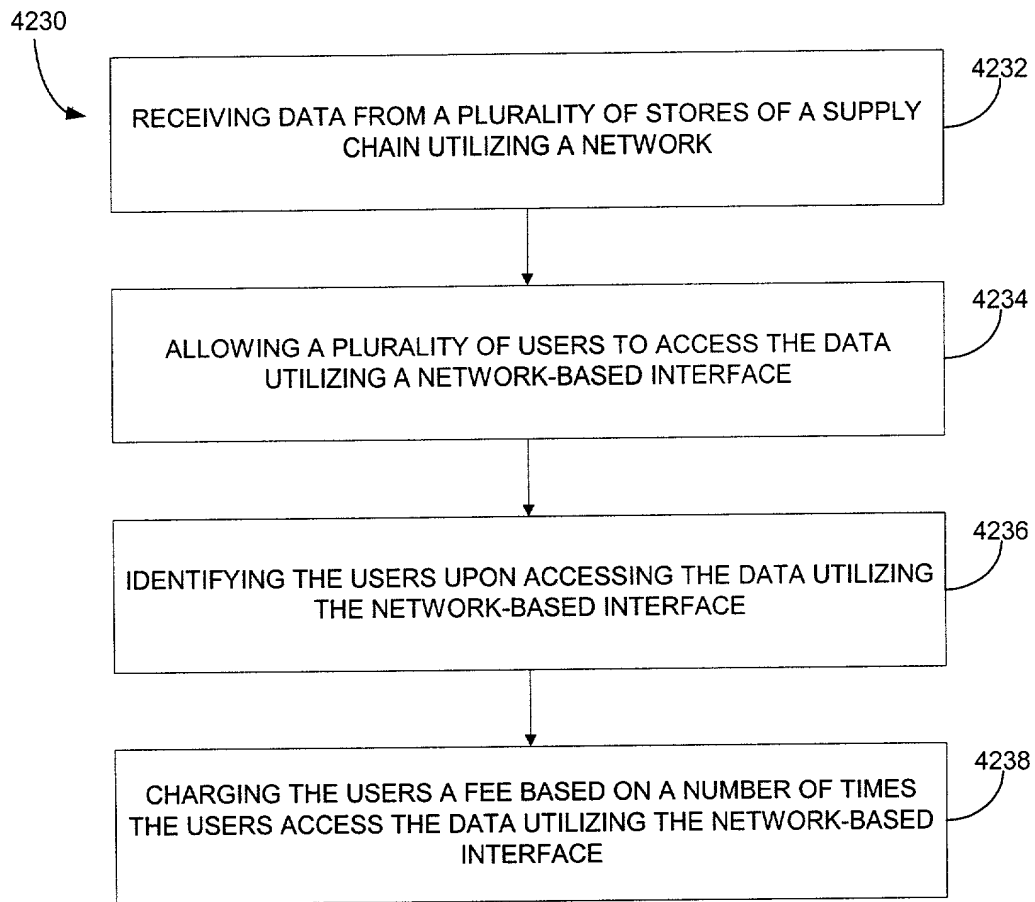 4230
4232
RECEIVING DATA FROM A PLURALITY OF STORES OF A SUPPLY
CHAIN UTILIZING A NETWORK
4234
ALLOWING A PLURALITY OF USERS TO ACCESS THE DATA
UTILIZING A NETWORK-BASED INTERFACE
4236
IDENTIFYING THE USERS UPON ACCESSING THE DATA UTILIZING
THE NETWORK-BASED INTERFACE
4238
CHARGING THE USERS A FEE BASED ON A NUMBER OF TIMES
THE USERS ACCESS THE DATA UTILIZING THE NETWORK-BASED
INTERFACE